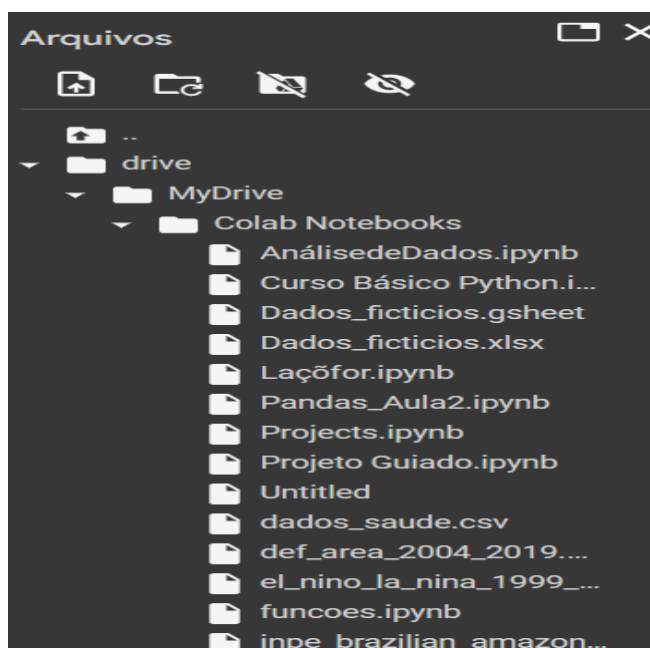 Arquivos
..
drive
MyDrive
Colab Notebooks
AnálisedeDados.ipynb
Curso Básico Python.i...
Dados_ficticios.gsheet
Dados_ficticios.xlsx
Laçõfor.ipynb
Pandas_Aula2.ipynb
Projects.ipynb
Projeto Guiado.ipynb
Untitled
dados_saude.csv
def_area_2004_2019....
el_nino_la_nina_1999_...
funcoes.ipynb
inpe_brazilian_amazon...